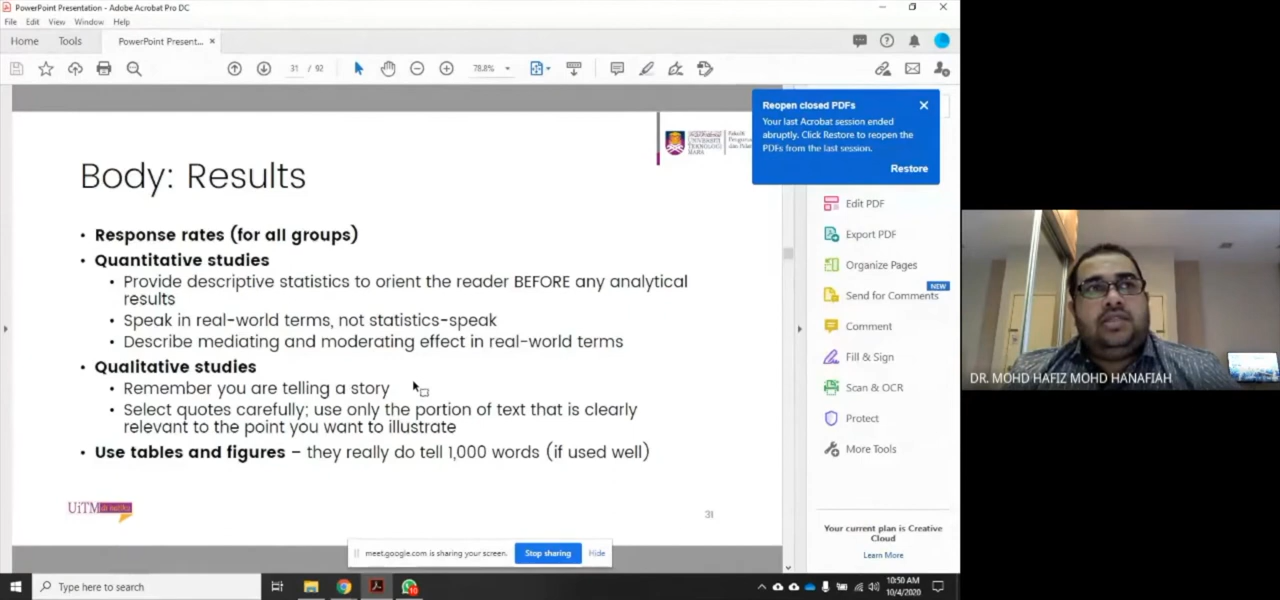 PowerPoint Presentation - Adobe Acrobat Pro DC
File Edit View Window Help
Home Tools PowerPoint Present... ×
31 / 92 78.8%
Reopen closed PDFs
Your last Acrobat session ended
abruptly. Click Restore to reopen the
PDFs from the last session.
Restore
UNIVERSITI
TEKNOLOGI
MARA
Fakulti
Body: Results
• Response rates (for all groups)
• Quantitative studies
• Provide descriptive statistics to orient the reader BEFORE any analytical
results
• Speak in real-world terms, not statistics-speak
• Describe mediating and moderating effect in real-world terms
• Qualitative studies
• Remember you are telling a story
• Select quotes carefully; use only the portion of text that is clearly
relevant to the point you want to illustrate
• Use tables and figures – they really do tell 1,000 words (if used well)
UiTM
31
Edit PDF
Export PDF
Organize Pages
NEW
Send for Comments
Comment
Fill & Sign
Scan & OCR
Protect
More Tools
Your current plan is Creative
Cloud
Learn More
DR. MOHD HAFIZ MOHD HANAFIAH
meet.google.com is sharing your screen. Stop sharing Hide
Type here to search
10:50 AM
10/4/2020